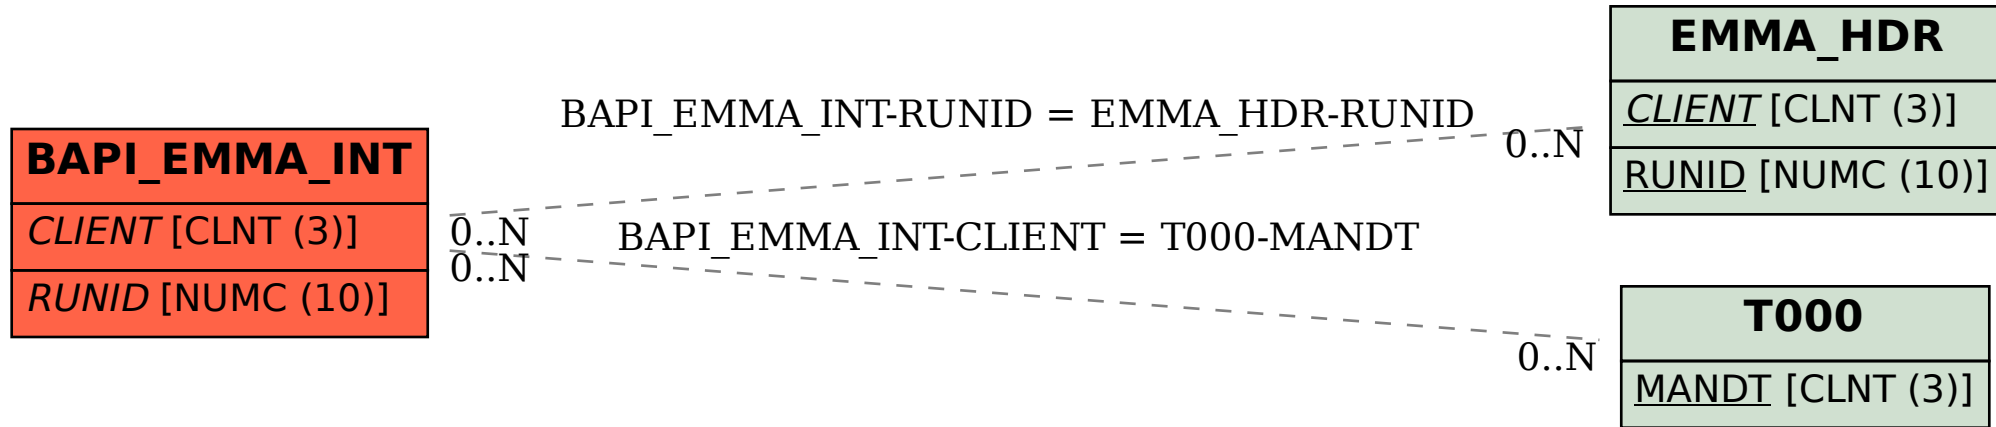 BAPI_EMMA_INT
CLIENT [CLNT (3)]
RUNID [NUMC (10)]
BAPI_EMMA_INT-RUNID = EMMA_HDR-RUNID
0..N
0..N
BAPI_EMMA_INT-CLIENT = T000-MANDT
0..N
0..N
EMMA_HDR
CLIENT [CLNT (3)]
RUNID [NUMC (10)]
T000
MANDT [CLNT (3)]